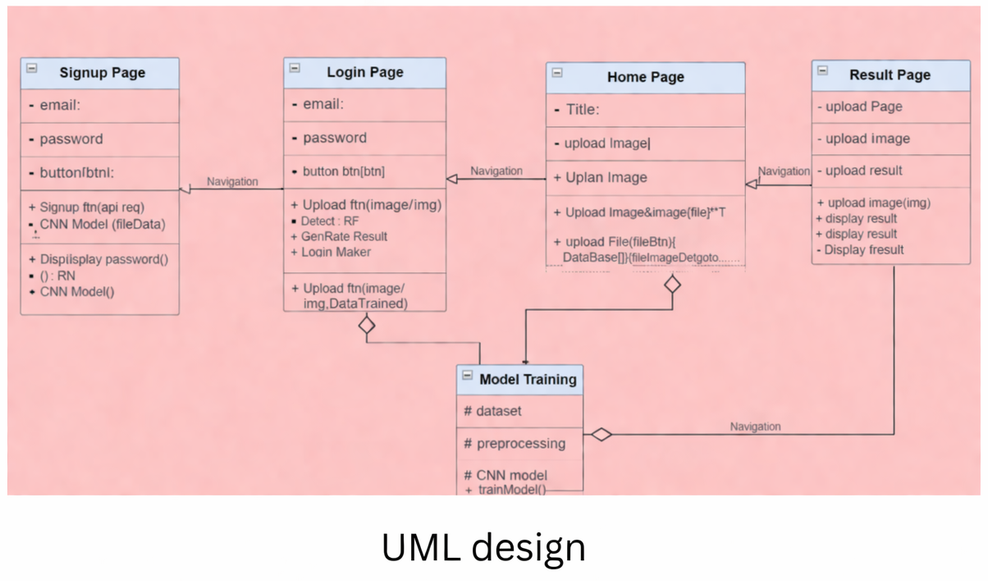 Signup Page
- email:
- password
- button[btnl:
+ Signup ftn(api req)
CNN Model (fileData)
+ Dispilsplay password()
▪ () : RN
CNN Model()
Navigation
Login Page
- email:
- password
▪ button btn[btn]
+ Upload ftn(image/img)
▪ Detect : RF
+ GenRate Result
+ Login Maker
+ Upload ftn(image/
img,DataTrained)
Navigation
Home Page
- Title:
- upload Image|
+ Uplan Image
+ Upload Image&image{file}**T
+ upload File(fileBtn){
DataBase[]}{fileImageDetgoto......
Navigation
Result Page
- upload Page
- upload image
- upload result
+ upload image(img)
+ display result
+ display result
- Display fresult
Model Training
# dataset
# preprocessing
# CNN model
+ trainModel()
Navigation
UML design